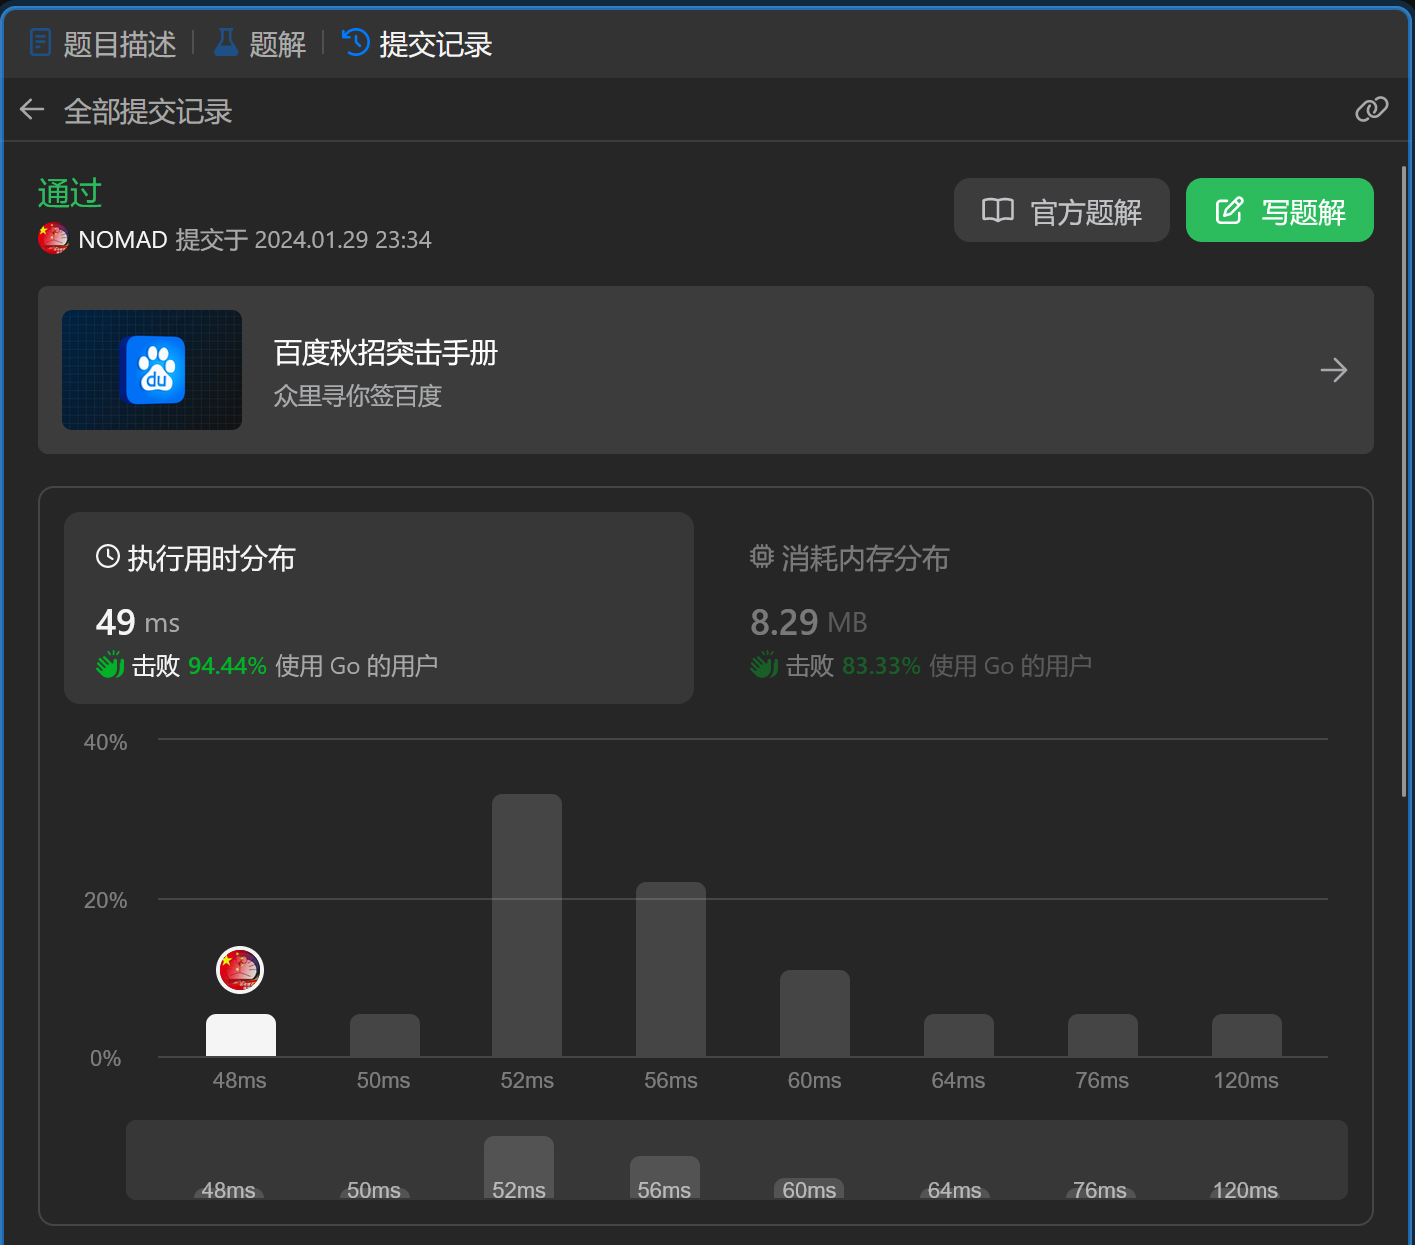 题目描述 题解 提交记录
全部提交记录
通过
NOMAD 提交于 2024.01.29 23:34
官方题解 写题解
du
百度秋招突击手册
众里寻你签百度
执行用时分布
49 ms
击败 94.44% 使用 Go 的用户
消耗内存分布
8.29 MB
击败 83.33% 使用 Go 的用户
40%
20%
0%
48ms 50ms 52ms 56ms 60ms 64ms 76ms 120ms
48ms 50ms 52ms 56ms 60ms 64ms 76ms 120ms